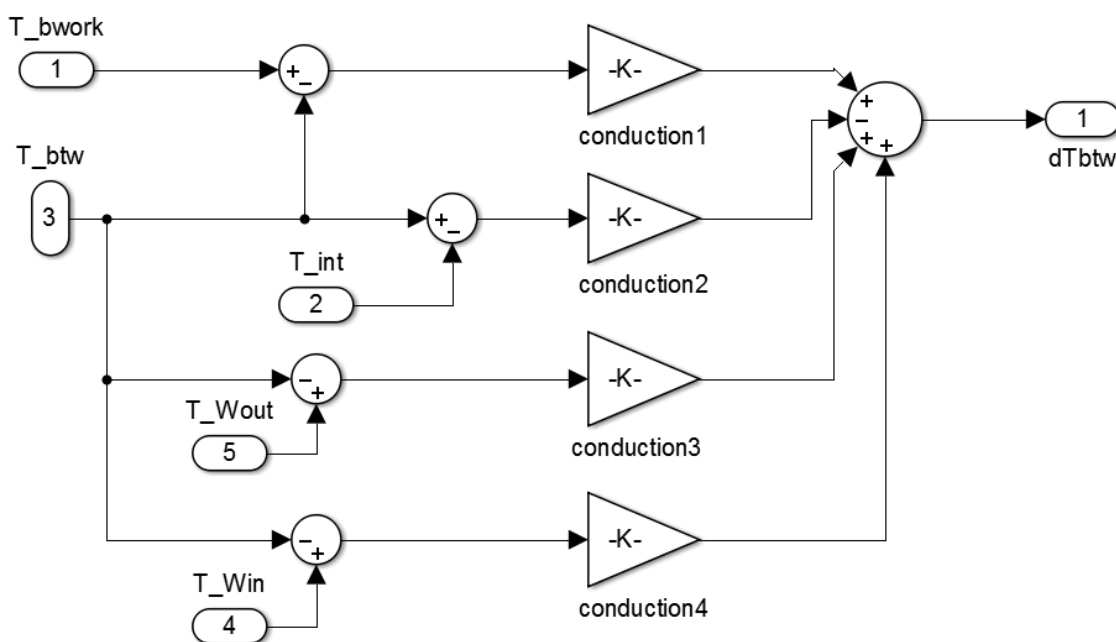 T_bwork
1
+
−
-K-
conduction1
+
−
+
+
1
dTbtw
T_btw
3
+
−
-K-
conduction2
T_int
2
−
+
-K-
conduction3
T_Wout
5
−
+
-K-
conduction4
T_Win
4